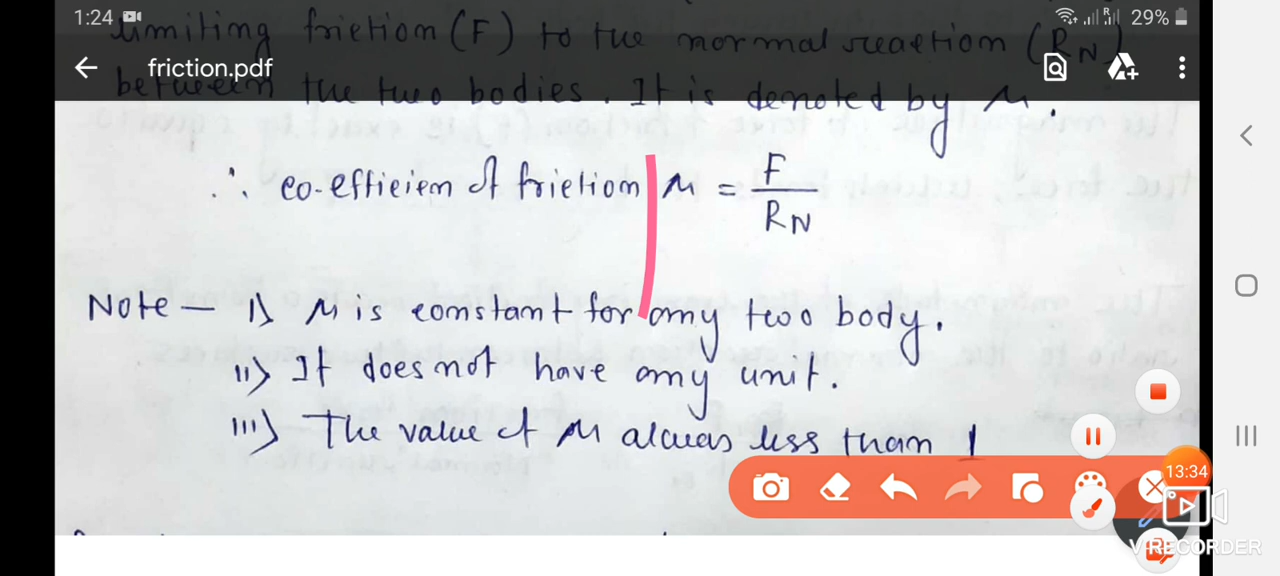 1:24 29%
limiting friction (F) to the normal reaction (RN)
friction.pdf
between the two bodies. It is denoted by μ.
∴ co-efficien of friction μ = F
RN
Note — i> μ is constant for any two body.
ii> It does not have any unit.
iii> The value of μ alwas less than 1
13:34
V RECORDER